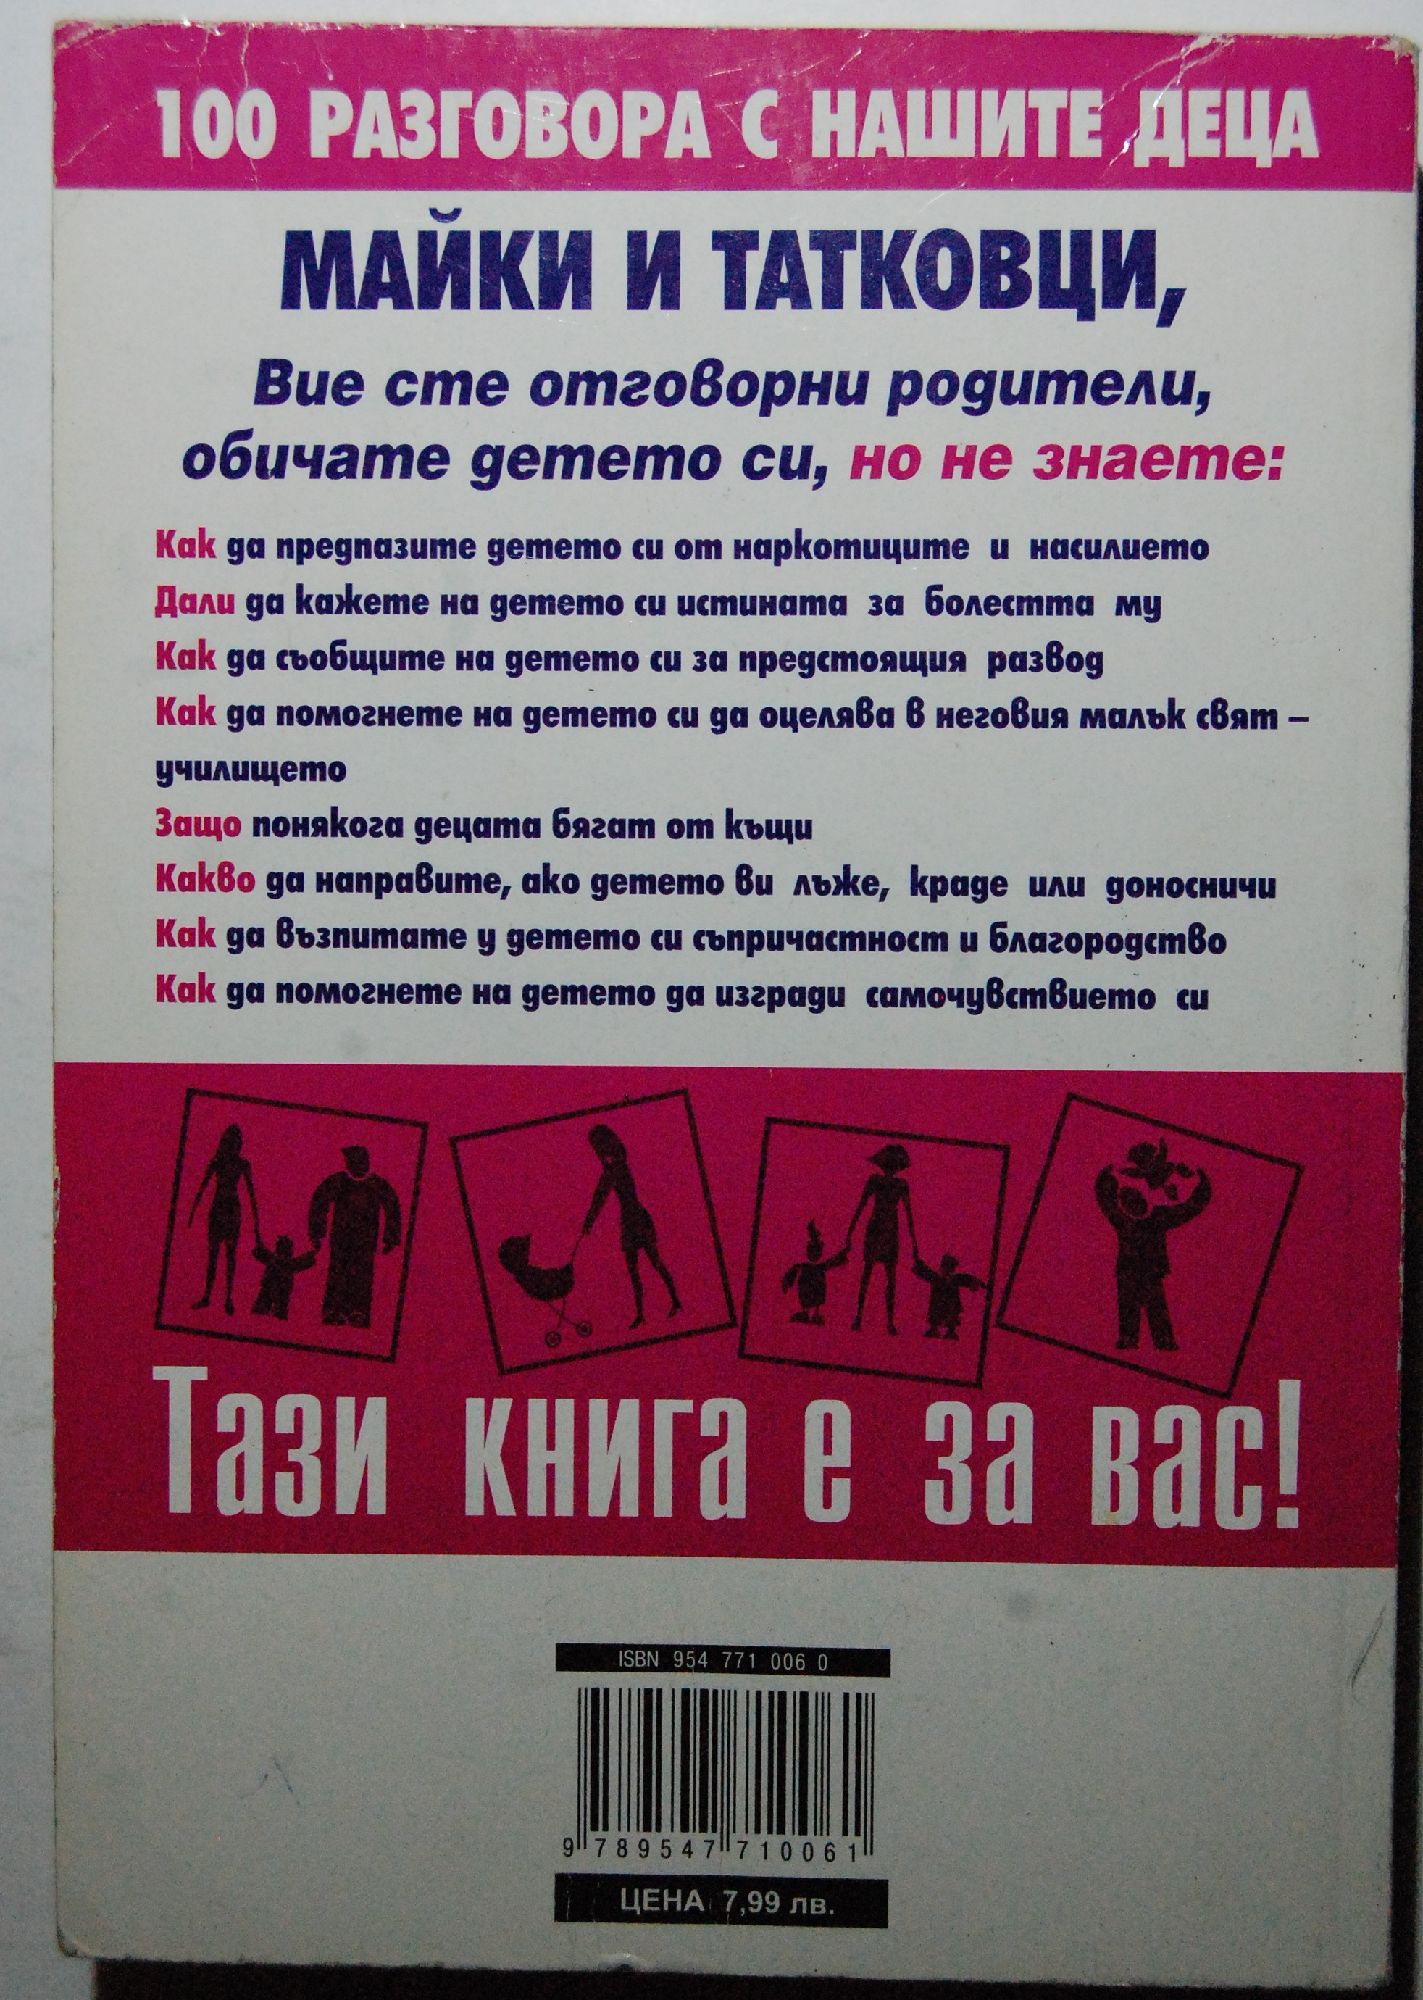 100 РАЗГОВОРА С НАШИТЕ ДЕЦА
МАЙКИ И ТАТКОВЦИ,
Вие сте отговорни родители,
обичате детето си, но не знаете:
Как да предпазите детето си от наркотиците и насилието
Дали да кажете на детето си истината за болестта му
Как да съобщите на детето си за предстоящия развод
Как да помогнете на детето си да оцелява в неговия малък свят –
училището
Защо понякога децата бягат от къщи
Какво да направите, ако детето ви лъже, краде или доносничи
Как да възпитате у детето си съпричастност и благородство
Как да помогнете на детето да изгради самочувствието си
Тази книга е за вас!
ISBN 954 771 006 0
9 789547 710061
ЦЕНА 7,99 лв.